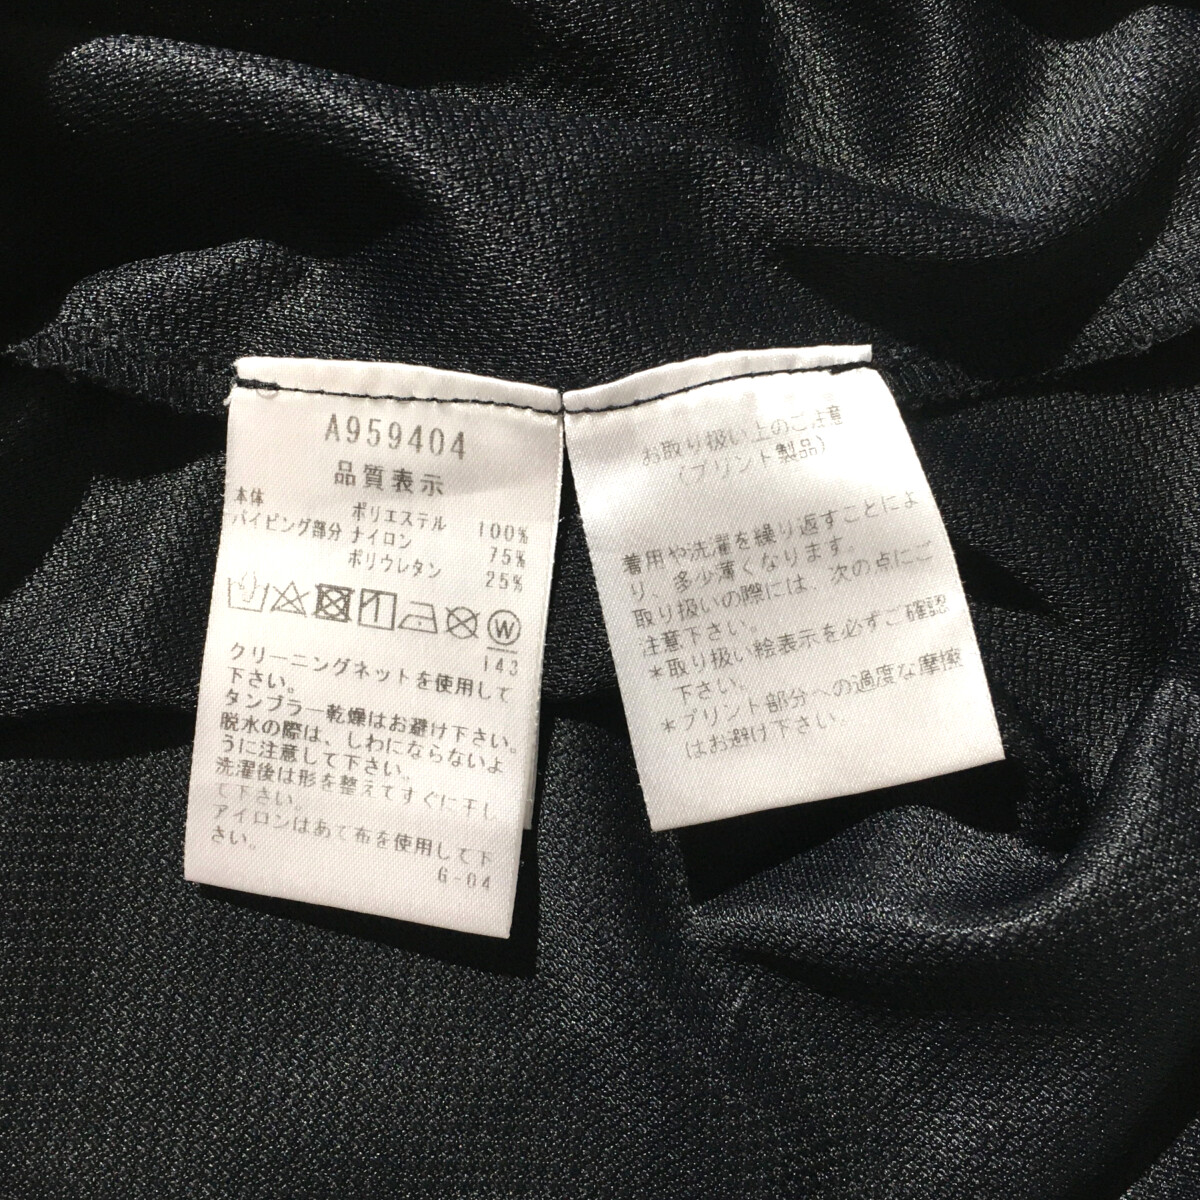 A959404
品質表示
本体 ポリエステル 100%
パイピング部分 ナイロン 75%
ポリウレタン 25%
W
143
クリーニングネットを使用して
下さい。
タンブラー乾燥はお避け下さい。
脱水の際は、しわにならないよ
うに注意して下さい。
洗濯後は形を整えてすぐに干し
て下さい。
アイロンはあて布を使用して下
さい。
G-04
お取り扱い上のご注意
(プリント製品)
着用や洗濯を繰り返すことによ
り、多少薄くなります。
取り扱いの際には、次の点にご
注意下さい。
*取り扱い絵表示を必ずご確認
下さい。
*プリント部分への過度な摩擦
はお避け下さい。